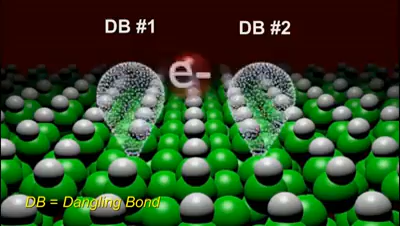 DB #1
DB #2
e-
DB = Dangling Bond